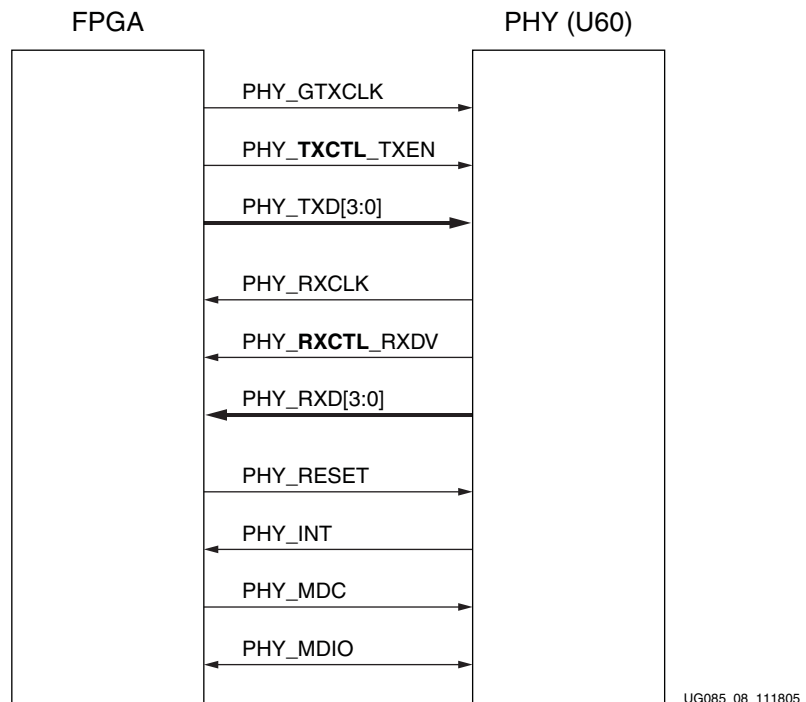 FPGA
PHY (U60)
PHY_GTXCLK
PHY_TXCTL_TXEN
PHY_TXD[3:0]
PHY_RXCLK
PHY_RXCTL_RXDV
PHY_RXD[3:0]
PHY_RESET
PHY_INT
PHY_MDC
PHY_MDIO
UG085_08_111805